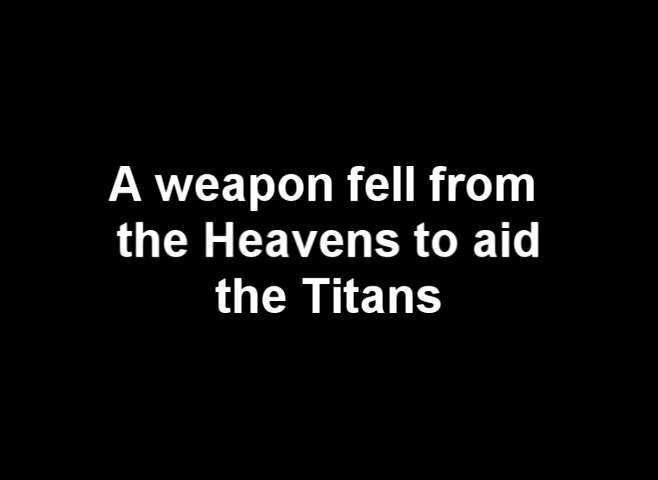 A weapon fell from
the Heavens to aid
the Titans